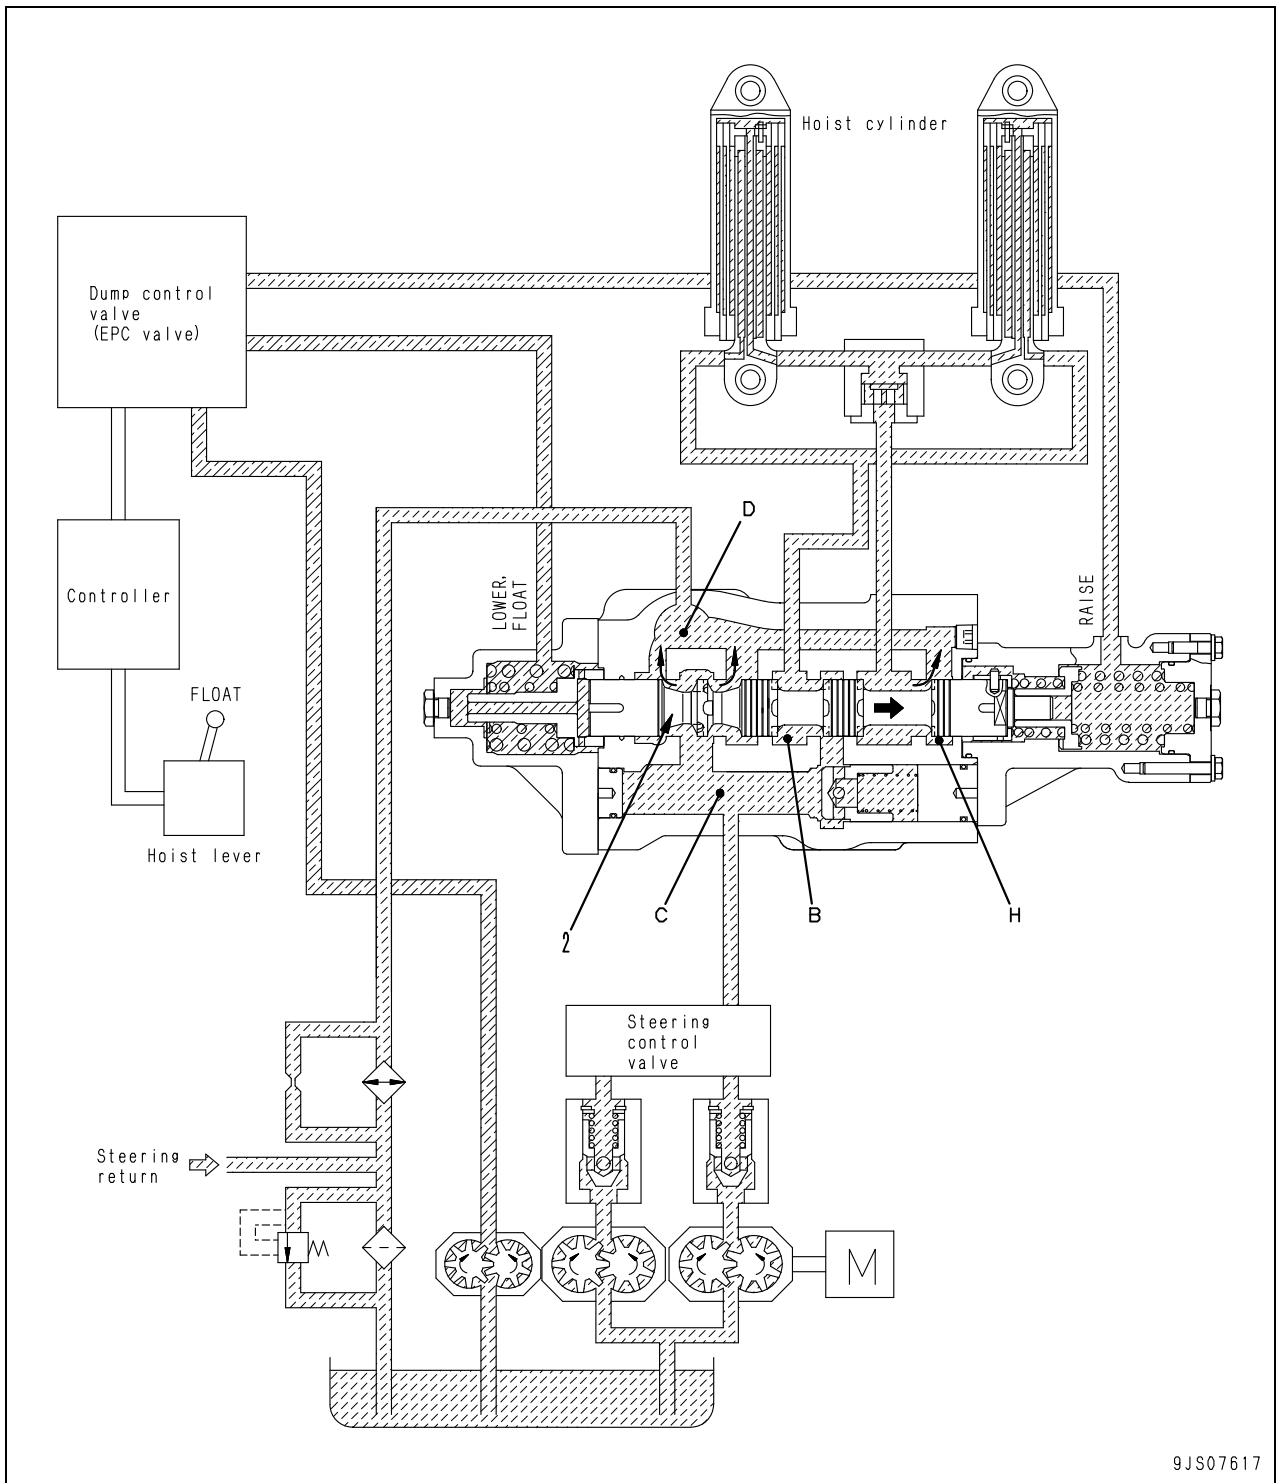 Hoist cylinder
Dump control
valve
(EPC valve)
D
LOWER,
FLOAT
RAISE
Controller
FLOAT
Hoist lever
2
C
B
H
Steering
control
valve
Steering
return
M
9JS07617